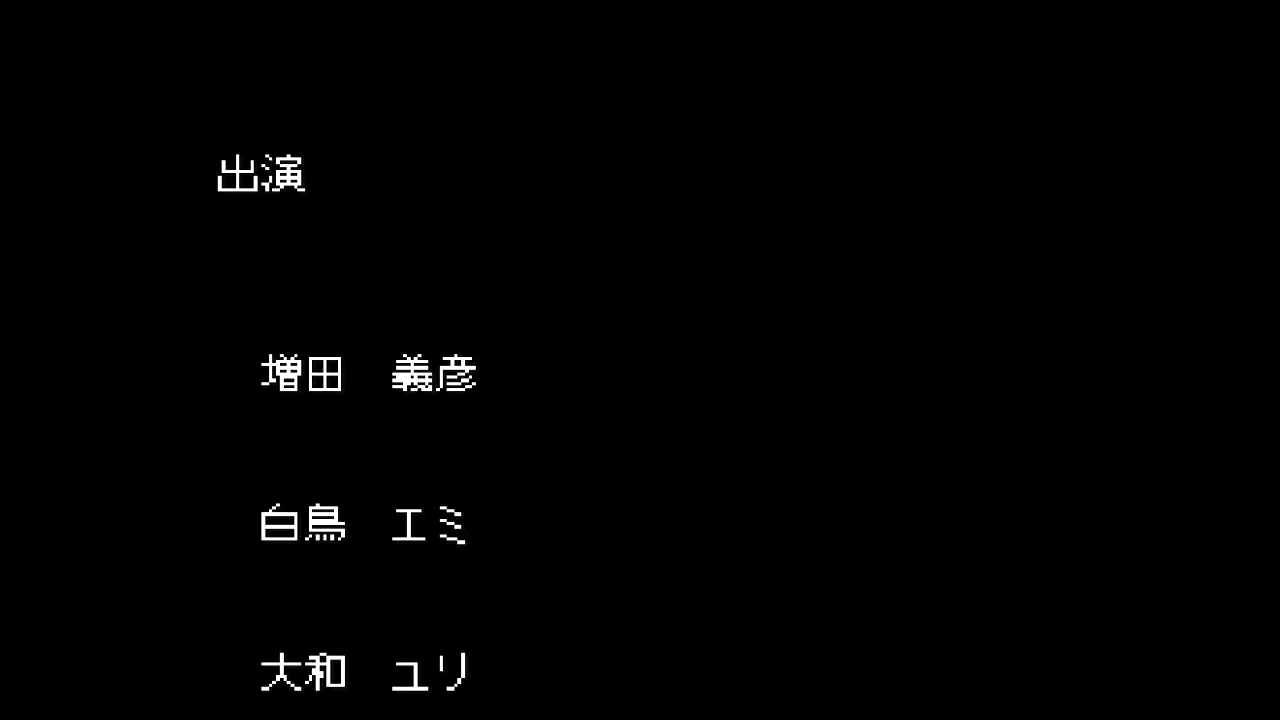 出演
増田　義彦
白鳥　エミ
大和　ユリ